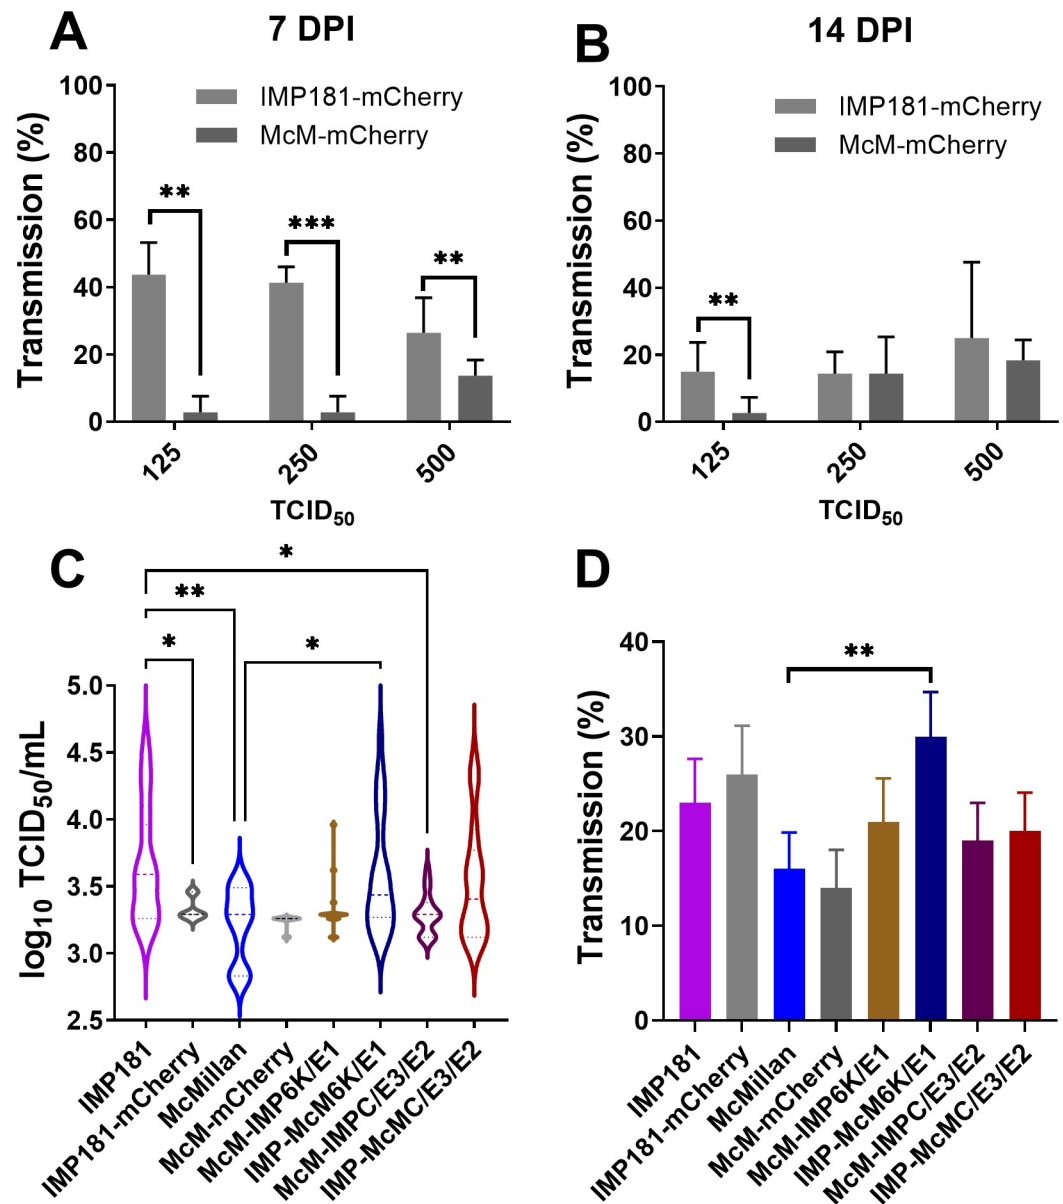 A
7 DPI
Transmission (%)
100
80
60
40
20
0
IMP181-mCherry
McM-mCherry
**
***
**
125
250
500
TCID50
B
14 DPI
Transmission (%)
100
80
60
40
20
0
IMP181-mCherry
McM-mCherry
**
125
250
500
TCID50
C
log10 TCID50/mL
5.0
4.5
4.0
3.5
3.0
2.5
*
**
*
*
IMP181
IMP181-mCherry
McMillan
McM-mCherry
McM-IMP6K/E1
IMP-McM6K/E1
McM-IMPC/E3/E2
IMP-McMC/E3/E2
D
Transmission (%)
40
30
20
10
0
**
IMP181
IMP181-mCherry
McMillan
McM-mCherry
McM-IMP6K/E1
IMP-McM6K/E1
McM-IMPC/E3/E2
IMP-McMC/E3/E2